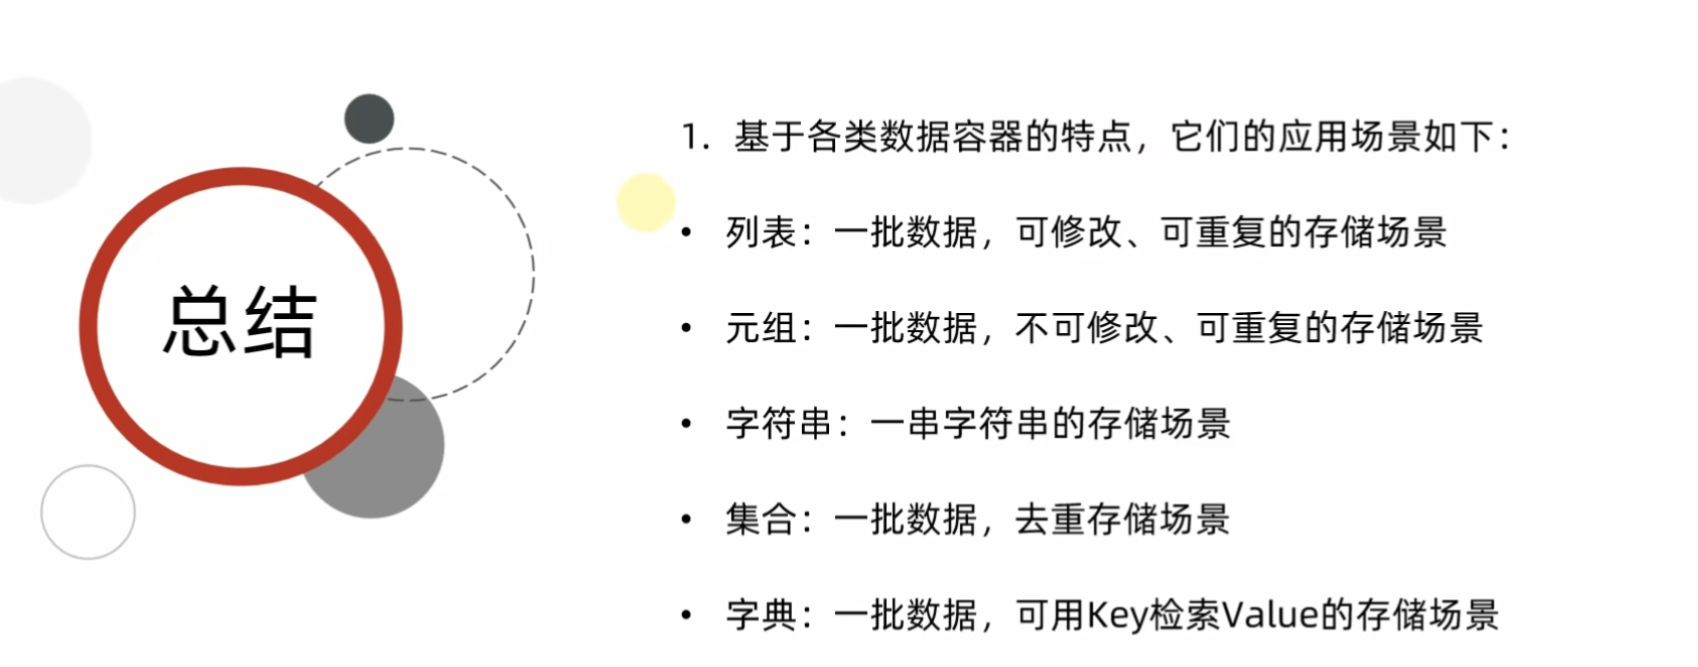 总结
1. 基于各类数据容器的特点，它们的应用场景如下：
• 列表：一批数据，可修改、可重复的存储场景
• 元组：一批数据，不可修改、可重复的存储场景
• 字符串：一串字符串的存储场景
• 集合：一批数据，去重存储场景
• 字典：一批数据，可用Key检索Value的存储场景